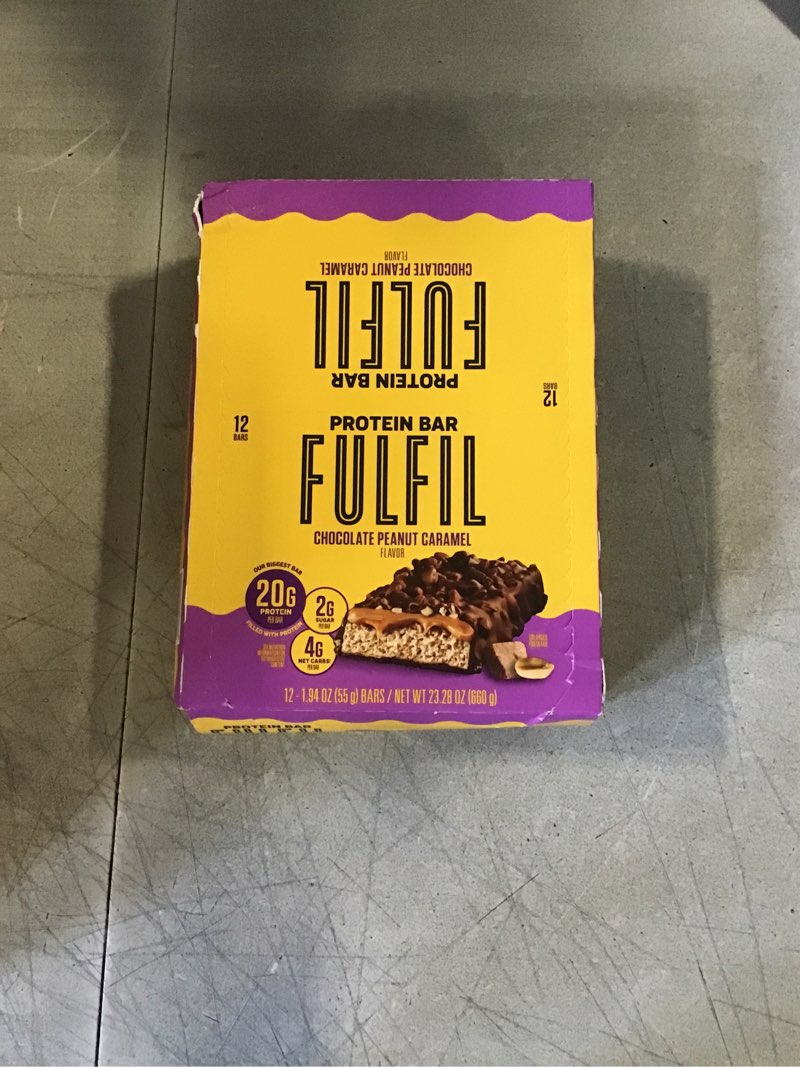 CHOCOLATE PEANUT CARAMEL
FLAVOR
FULFIL
PROTEIN BAR
12
BARS
12
BARS
PROTEIN BAR
FULFIL
CHOCOLATE PEANUT CARAMEL
FLAVOR
OUR BIGGEST BAR
20G
PROTEIN
PER BAR
FILLED WITH PROTEIN
2G
SUGAR
PER BAR
4G
NET CARBS
PER BAR
12 - 1.94 OZ (55 g) BARS / NET WT 23.28 OZ (660 g)
PROTEIN BAR